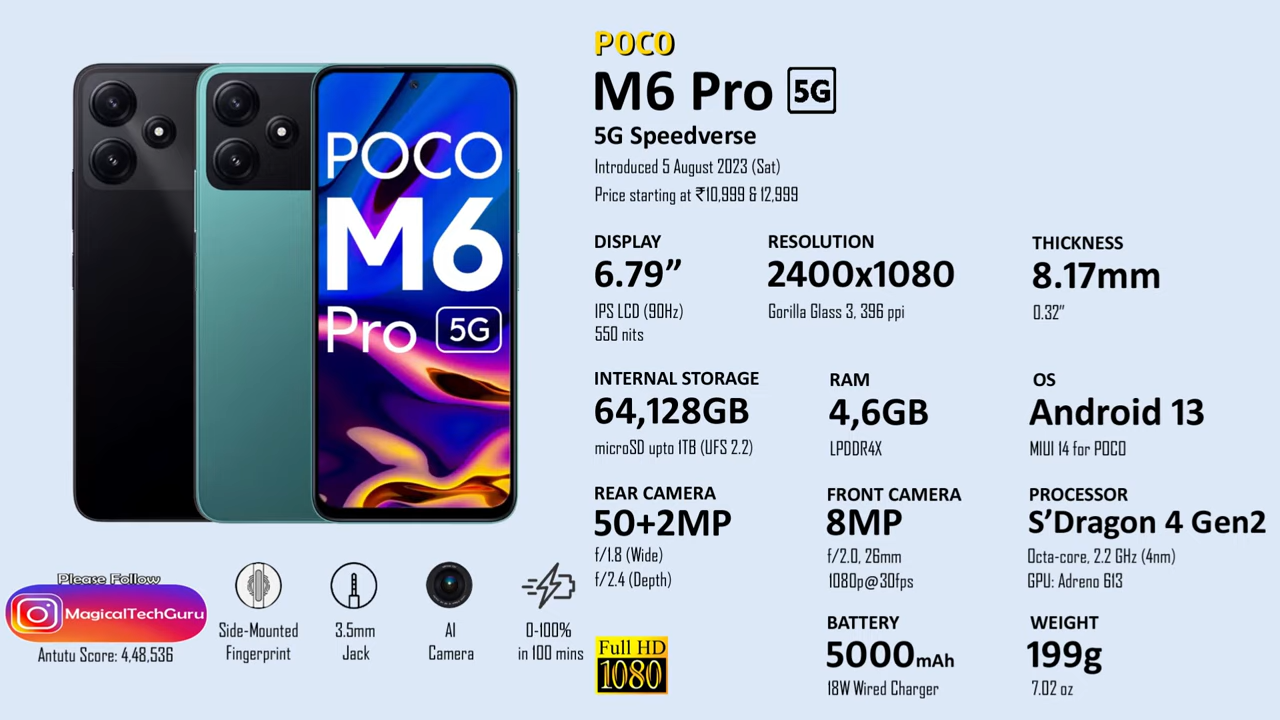 POCO
M6 Pro 5G
5G Speedverse
Introduced 5 August 2023 (Sat)
Price starting at ₹10,999 & 12,999
POCO
M6
Pro 5G
DISPLAY
6.79”
IPS LCD (90Hz)
550 nits
RESOLUTION
2400x1080
Gorilla Glass 3, 396 ppi
THICKNESS
8.17mm
0.32”
INTERNAL STORAGE
64,128GB
microSD upto 1TB (UFS 2.2)
RAM
4,6GB
LPDDR4X
OS
Android 13
MIUI 14 for POCO
REAR CAMERA
50+2MP
f/1.8 (Wide)
f/2.4 (Depth)
FRONT CAMERA
8MP
f/2.0, 26mm
1080p@30fps
PROCESSOR
S’Dragon 4 Gen2
Octa-core, 2.2 GHz (4nm)
GPU: Adreno 613
Please Follow
MagicalTechGuru
Antutu Score: 4,48,536
Side-Mounted
Fingerprint
3.5mm
Jack
AI
Camera
0-100%
in 100 mins
Full HD
1080
BATTERY
5000mAh
18W Wired Charger
WEIGHT
199g
7.02 oz